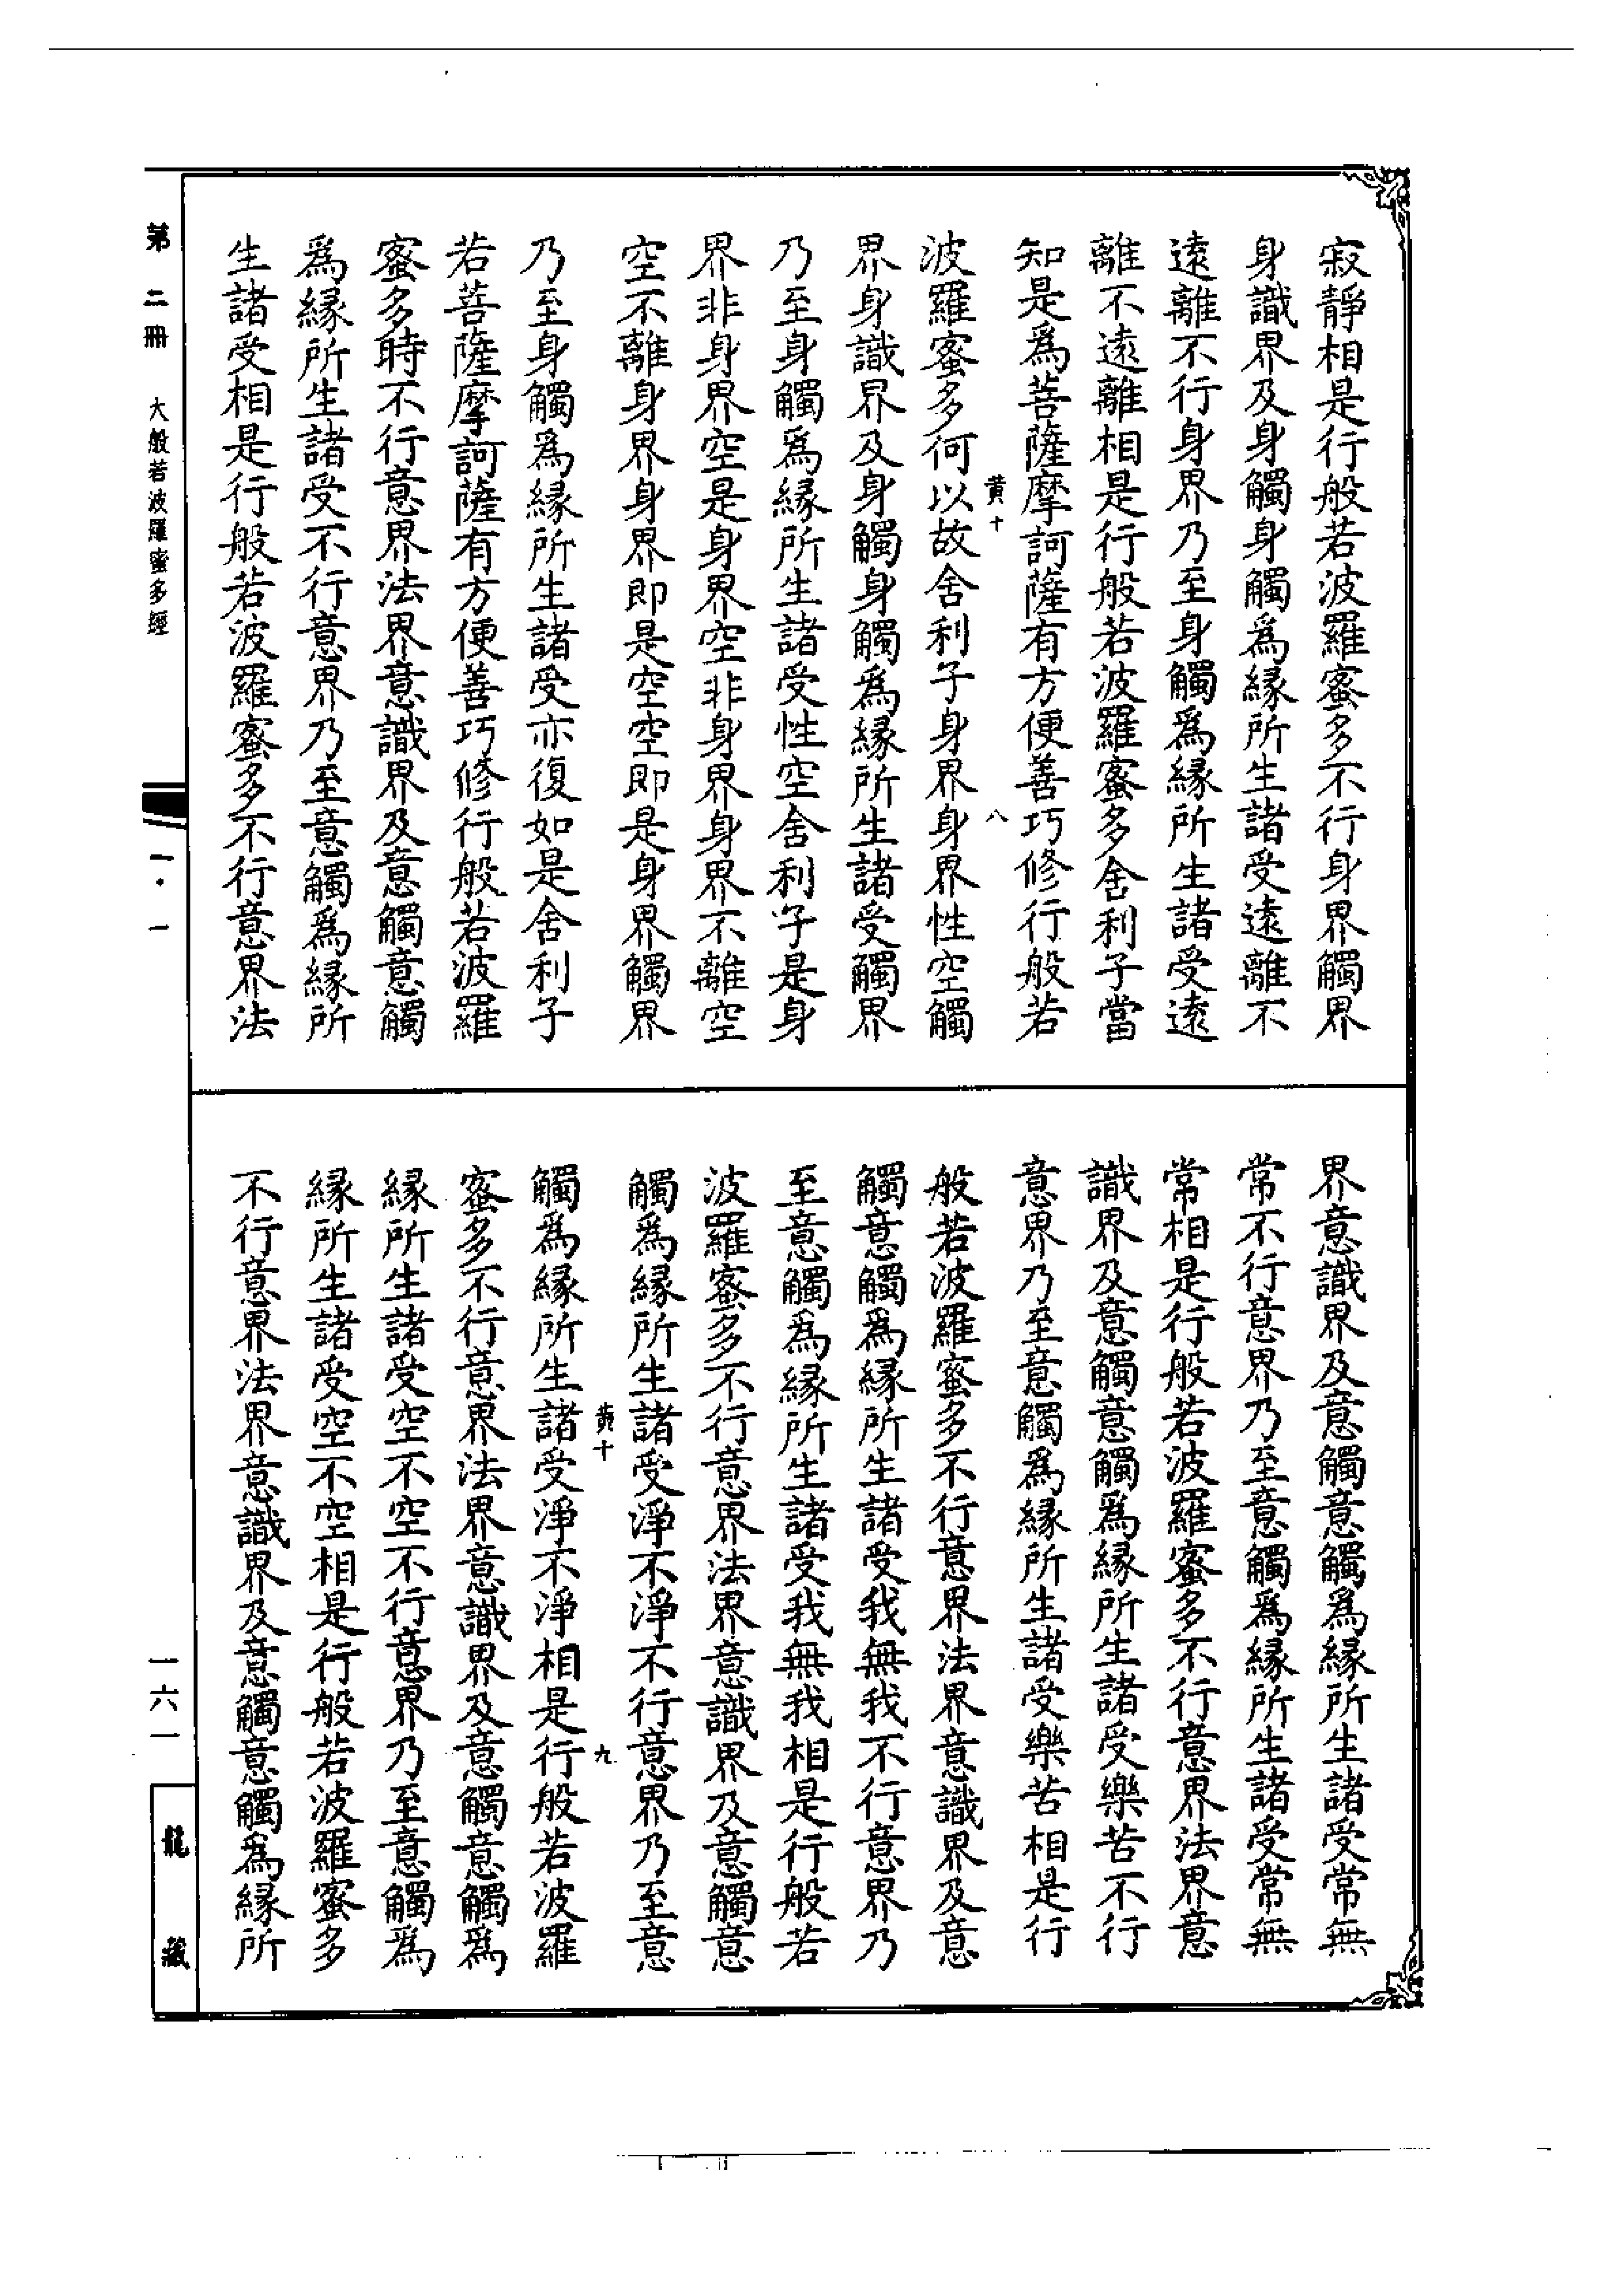 寂靜相是行般若波羅蜜多不行身界觸界
身識界及身觸身觸爲緣所生諸受遠離不
遠離不行身界乃至身觸爲緣所生諸受遠
離不遠離相是行般若波羅蜜多舍利子當
知是爲菩薩摩訶薩有方便善巧修行般若
黄十
八
波羅蜜多何以故舍利子身界身界性空觸
界身識界及身觸身觸爲緣所生諸受觸界
乃至身觸爲緣所生諸受性空舍利子是身
界非身界空是身界空非身界身界不離空
空不離身界身界即是空空即是身界觸界
乃至身觸爲緣所生諸受亦復如是舍利子
若菩薩摩訶薩有方便善巧修行般若波羅
蜜多時不行意界法界意識界及意觸意觸
爲緣所生諸受不行意界乃至意觸爲緣所
生諸受相是行般若波羅蜜多不行意界法
界意識界及意觸意觸爲緣所生諸受常無
常不行意界乃至意觸爲緣所生諸受常無
常相是行般若波羅蜜多不行意界法界意
識界及意觸意觸爲緣所生諸受樂苦不行
意界乃至意觸爲緣所生諸受樂苦相是行
般若波羅蜜多不行意界法界意識界及意
觸意觸爲緣所生諸受我無我不行意界乃
至意觸爲緣所生諸受我無我相是行般若
波羅蜜多不行意界法界意識界及意觸意
觸爲緣所生諸受淨不淨不行意界乃至意
黄十
九
觸爲緣所生諸受淨不淨相是行般若波羅
蜜多不行意界法界意識界及意觸意觸爲
緣所生諸受空不空不行意界乃至意觸爲
緣所生諸受空不空相是行般若波羅蜜多
不行意界法界意識界及意觸意觸爲緣所
第二冊 大般若波羅蜜多經
一·一
一六一
龍藏